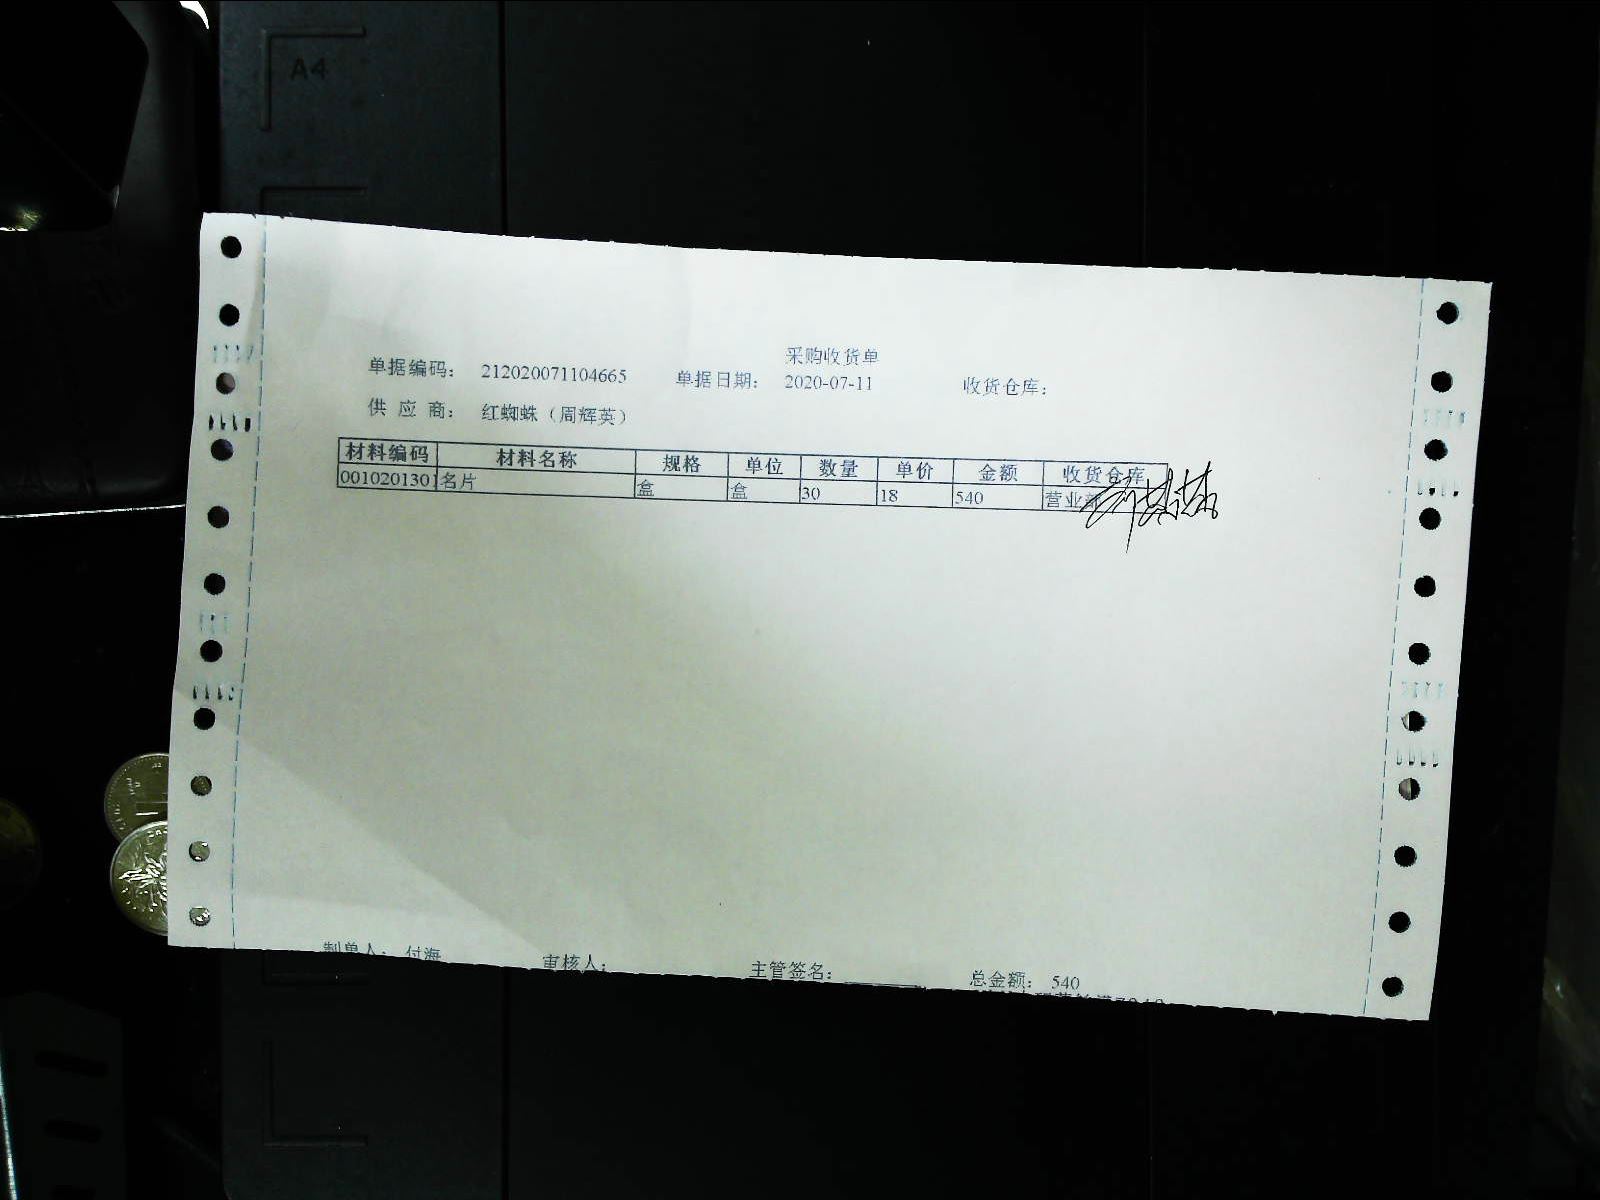 A4
采购收货单
单据编码： 212020071104665 单据日期： 2020-07-11 收货仓库：
供 应 商： 红蜘蛛（周辉英）
材料编码 材料名称 规格 单位 数量 单价 金额 收货仓库
0010201301 名片 盒 盒 30 18 540 营业部
制单人： 付海 审核人： 主管签名： 总金额： 540